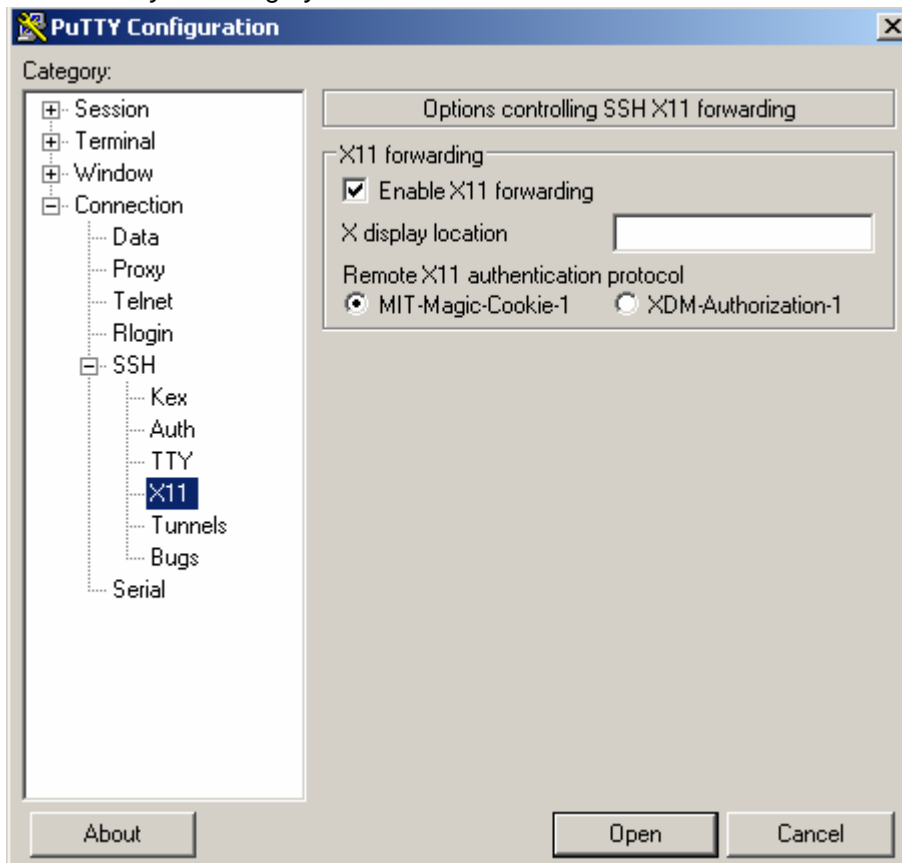 PuTTY Configuration
Category:
Session
Terminal
Window
Connection
Data
Proxy
Telnet
Rlogin
SSH
Kex
Auth
TTY
X11
Tunnels
Bugs
Serial
Options controlling SSH X11 forwarding
X11 forwarding
Enable X11 forwarding
X display location
Remote X11 authentication protocol
MIT-Magic-Cookie-1 XDM-Authorization-1
About Open Cancel